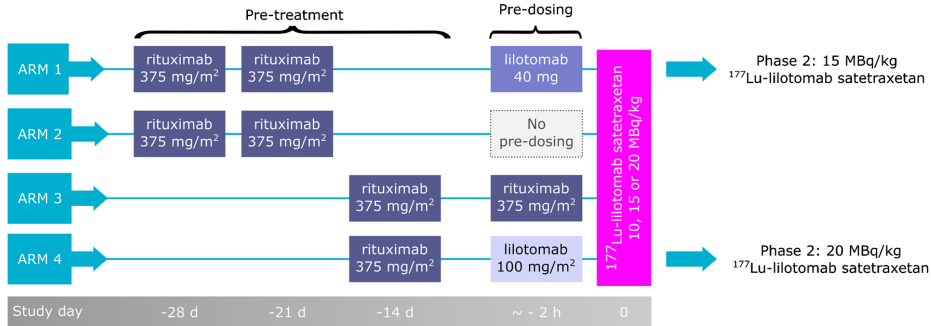 Pre-treatment
Pre-dosing
ARM 1
rituximab
375 mg/m²
rituximab
375 mg/m²
lilotomab
40 mg
ARM 2
rituximab
375 mg/m²
rituximab
375 mg/m²
No
pre-dosing
ARM 3
rituximab
375 mg/m²
rituximab
375 mg/m²
ARM 4
rituximab
375 mg/m²
lilotomab
100 mg/m²
¹⁷⁷Lu-lilotomab satetraxetan
10, 15 or 20 MBq/kg
Phase 2: 15 MBq/kg
¹⁷⁷Lu-lilotomab satetraxetan
Phase 2: 20 MBq/kg
¹⁷⁷Lu-lilotomab satetraxetan
Study day -28 d -21 d -14 d ~ - 2 h 0